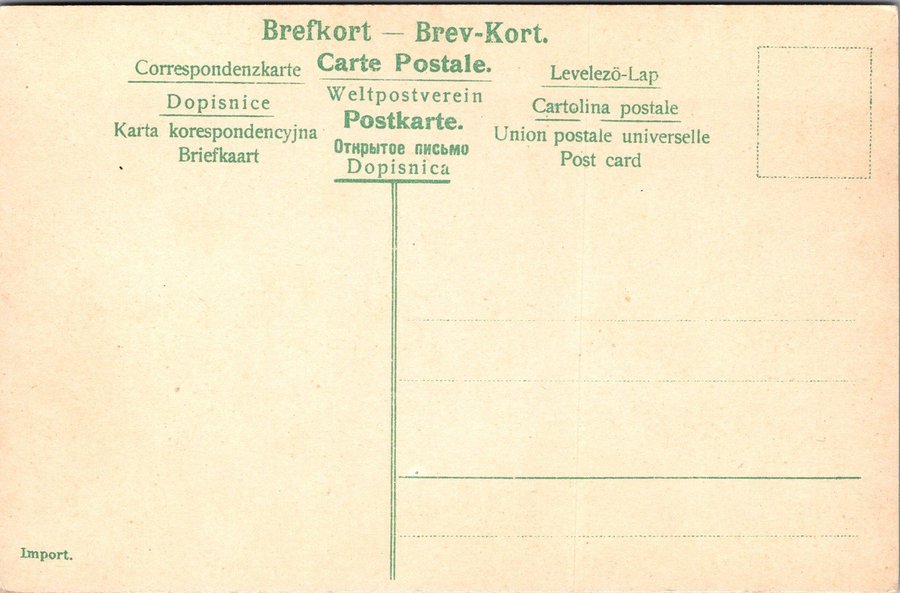 Brefkort — Brev-Kort.
Correspondenzkarte
Dopisnice
Karta korespondencyjna
Briefkaart
Carte Postale.
Weltpostverein
Postkarte.
Открытое письмо
Dopisnica
Levelezō-Lap
Cartolina postale
Union postale universelle
Post card
Import.